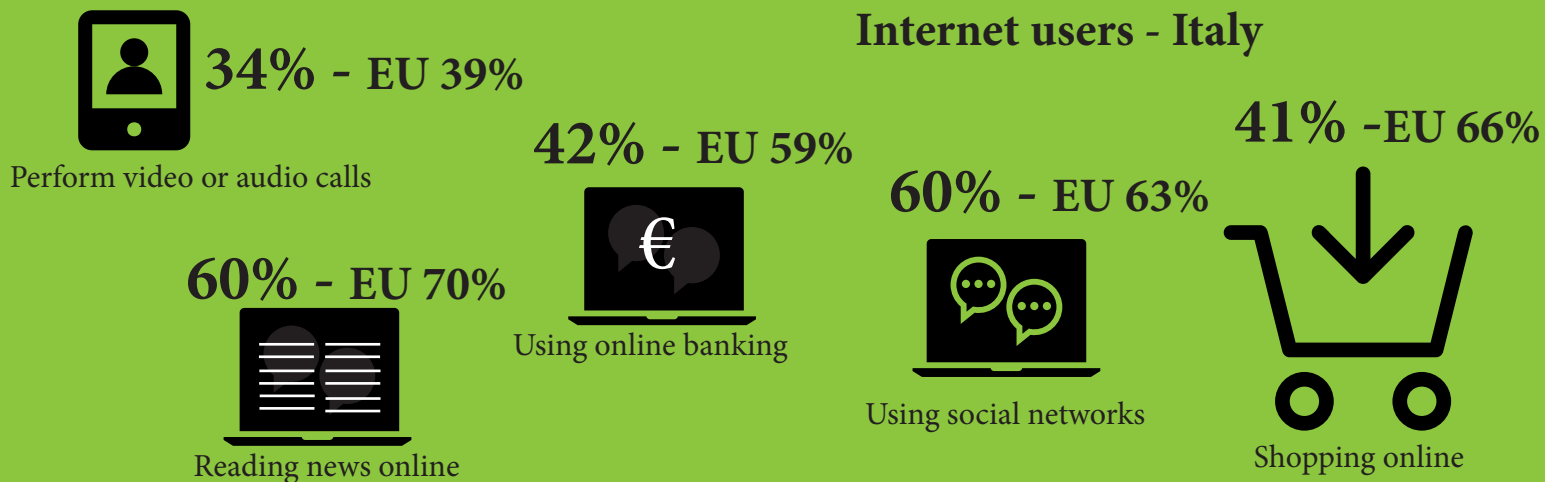 Internet users - Italy
34% - EU 39%
Perform video or audio calls
60% - EU 70%
Reading news online
42% - EU 59%
€
Using online banking
60% - EU 63%
Using social networks
41% -EU 66%
Shopping online